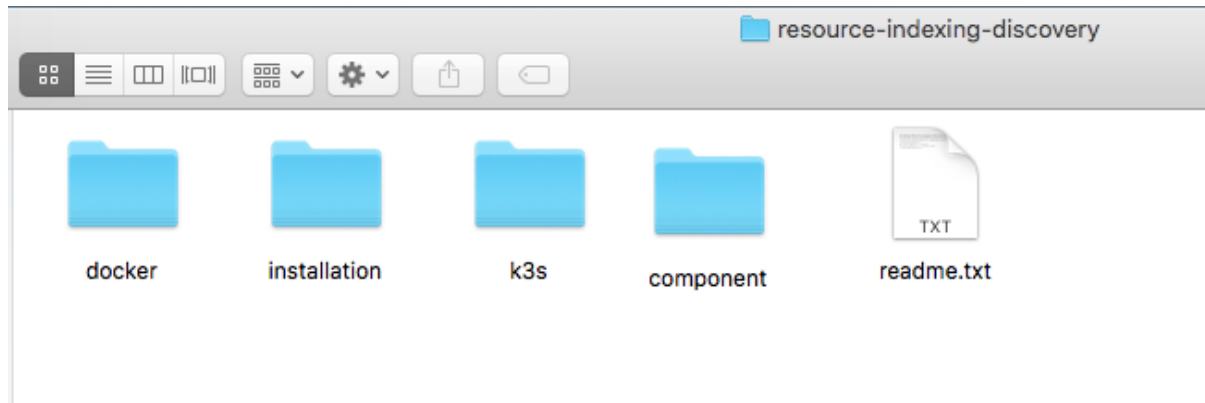 resource-indexing-discovery
docker
installation
k3s
component
TXT
readme.txt